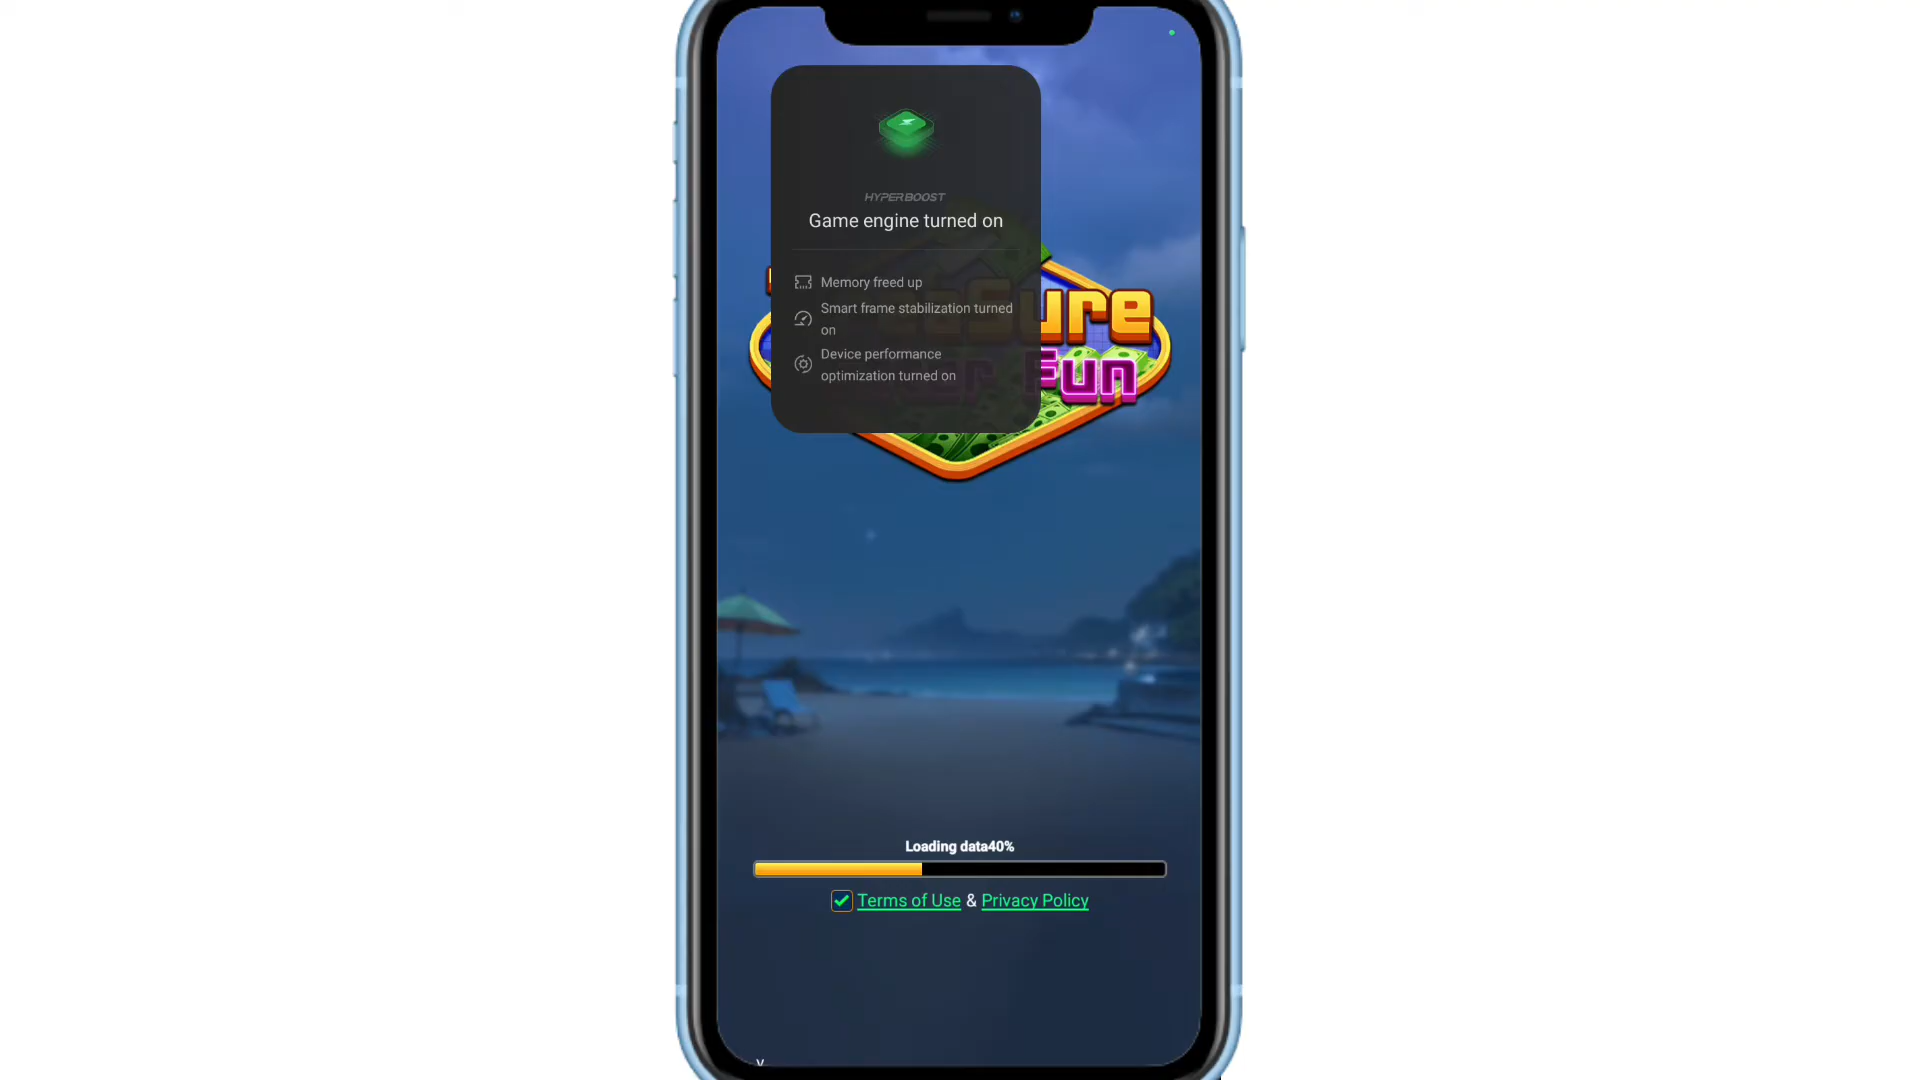 HYPERBOOST
Game engine turned on
Memory freed up
Smart frame stabilization turned
on
Device performance
optimization turned on
Fun
Loading data40%
Terms of Use & Privacy Policy